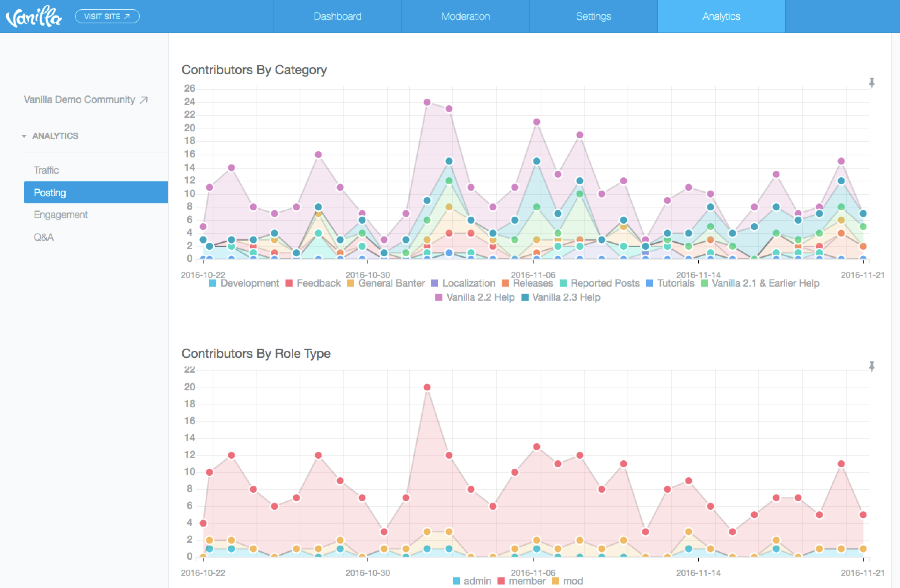 Vanilla VISIT SITE ↗ Dashboard Moderation Settings Analytics
Vanilla Demo Community ↗
ANALYTICS
Traffic
Posting
Engagement
Q&A
Contributors By Category
26
24
22
20
18
16
14
12
10
8
6
4
2
0
2016-10-22 2016-10-30 2016-11-06 2016-11-14 2016-11-21
Development Feedback General Banter Localization Releases Reported Posts Tutorials Vanilla 2.1 & Earlier Help
Vanilla 2.2 Help Vanilla 2.3 Help
Contributors By Role Type
22
20
18
16
14
12
10
8
6
4
2
0
2016-10-22 2016-10-30 2016-11-06 2016-11-14 2016-11-21
admin member mod